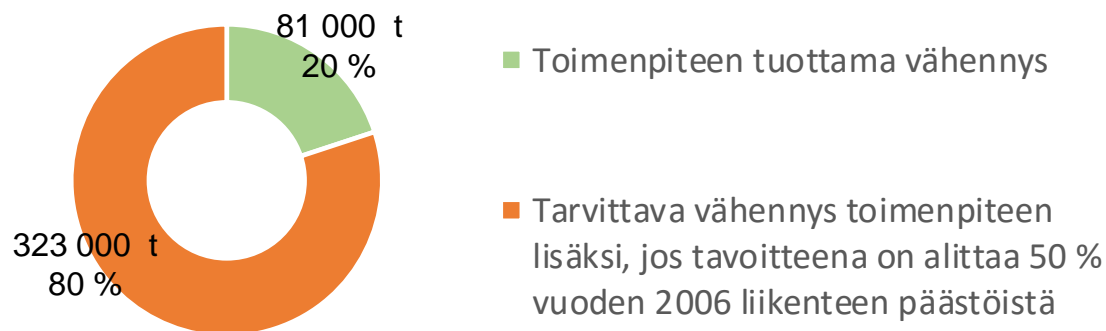 81 000 t
20 %
323 000 t
80 %
Toimenpiteen tuottama vähennys
Tarvittava vähennys toimenpiteen
lisäksi, jos tavoitteena on alittaa 50 %
vuoden 2006 liikenteen päästöistä